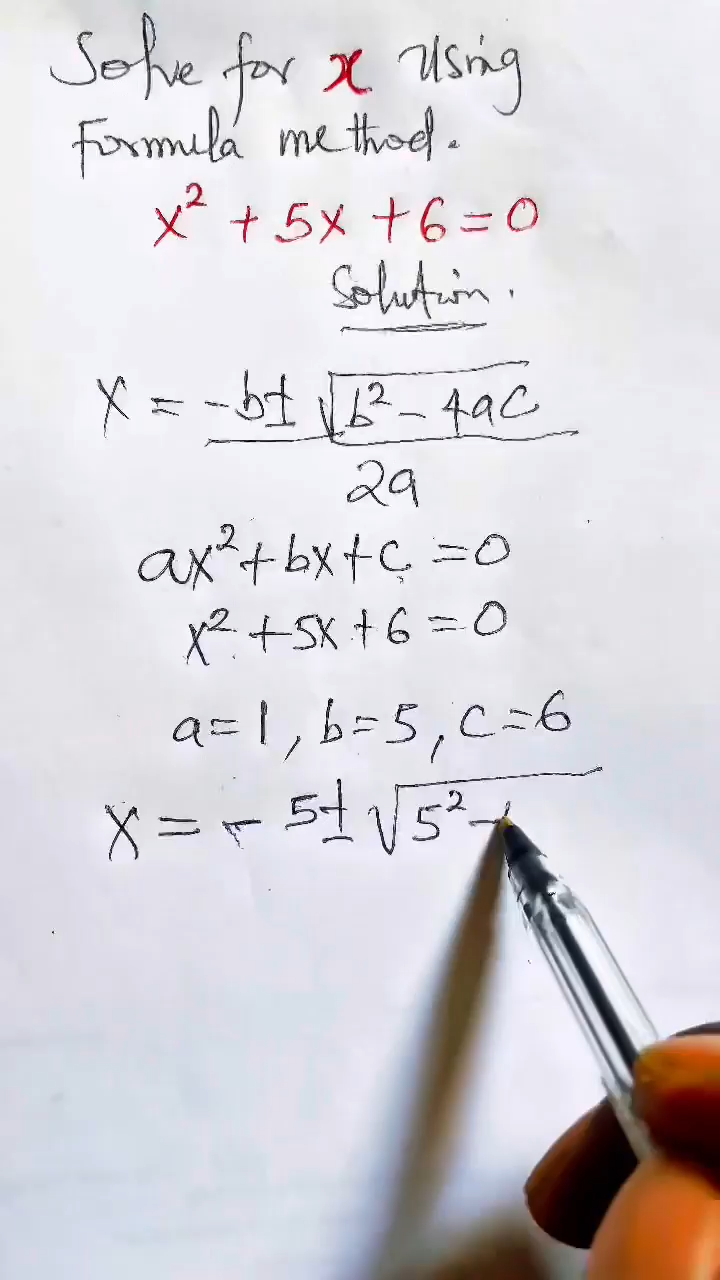 Solve for x Using
Formula method.
x² + 5x + 6 = 0
Solution.
X = -b± √b² - 4ac
2a
ax² + bx + c = 0
x² + 5x + 6 = 0
a = 1, b = 5, c = 6
X = - 5± √5² -